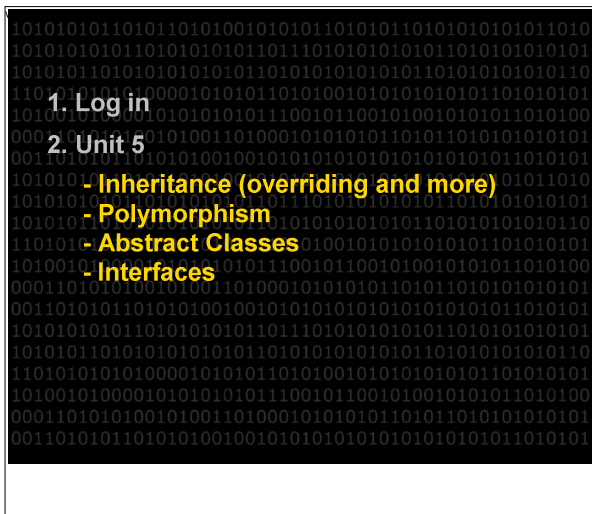 1. Log in
2. Unit 5
- Inheritance (overriding and more)
- Polymorphism
- Abstract Classes
- Interfaces